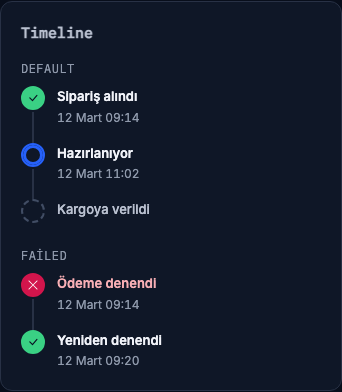 Timeline
DEFAULT
Sipariş alındı
12 Mart 09:14
Hazırlanıyor
12 Mart 11:02
Kargoya verildi
FAİLED
Ödeme denendi
12 Mart 09:14
Yeniden denendi
12 Mart 09:20